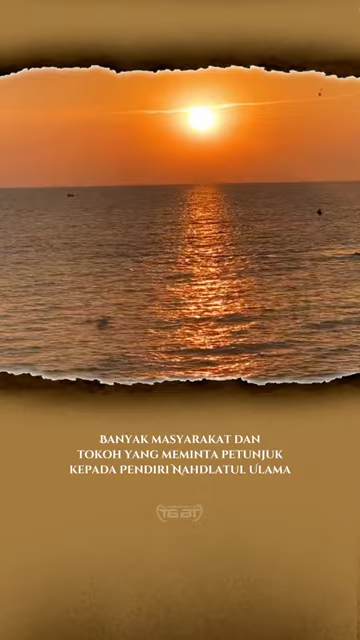 Banyak masyarakat dan
tokoh yang meminta petunjuk
kepada Pendiri Nahdlatul Ulama